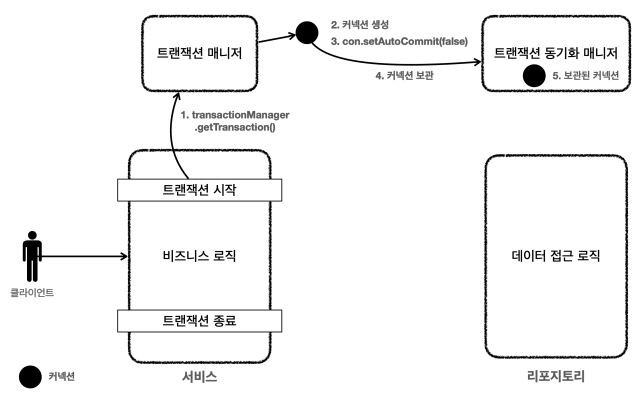 트랜잭션 매니저
2. 커넥션 생성
3. con.setAutoCommit(false)
4. 커넥션 보관
트랜잭션 동기화 매니저
5. 보관된 커넥션
1. transactionManager
.getTransaction()
트랜잭션 시작
비즈니스 로직
트랜잭션 종료
데이터 접근 로직
클라이언트
커넥션
서비스
리포지토리